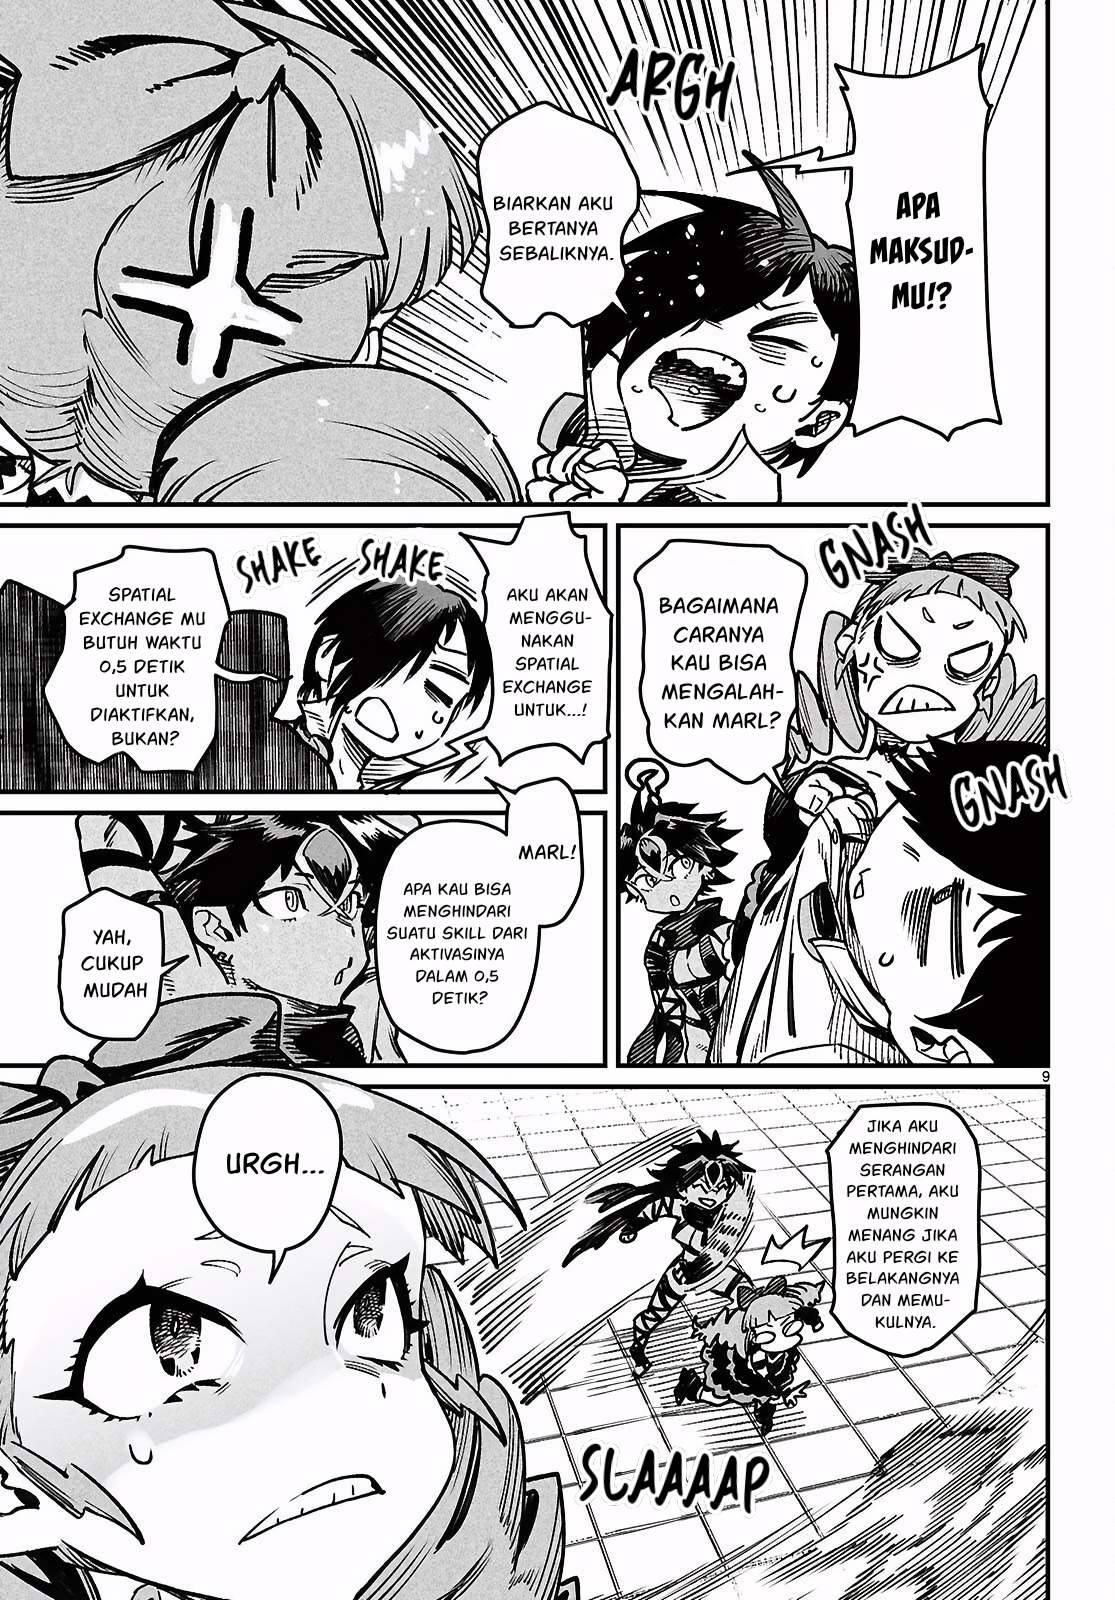 ARGH
APA
MAKSUD-
MU!?
BIARKAN AKU
BERTANYA
SEBALIKNYA.
GNASH
BAGAIMANA
CARANYA
KAU BISA
MENGALAH-
KAN MARL?
GNASH
AKU AKAN
MENGGU-
NAKAN
SPATIAL
EXCHANGE
UNTUK...!
SHAKE
SHAKE
SPATIAL
EXCHANGE MU
BUTUH WAKTU
0,5 DETIK
UNTUK
DIAKTIFKAN,
BUKAN?
MARL!
APA KAU BISA
MENGHINDARI
SUATU SKILL DARI
AKTIVASINYA
DALAM 0,5
DETIK?
YAH,
CUKUP
MUDAH
9
JIKA AKU
MENGHINDARI
SERANGAN
PERTAMA, AKU
MUNGKIN
MENANG JIKA
AKU PERGI KE
BELAKANGNYA
DAN MEMU-
KULNYA.
SLAAAAP
URGH...